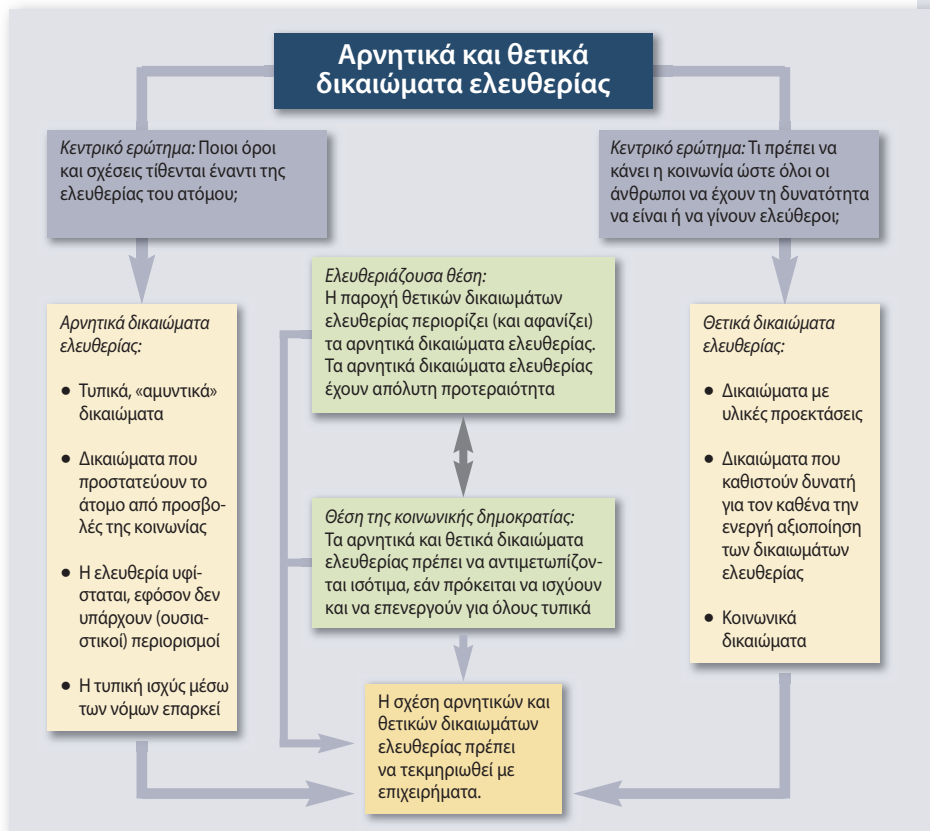 Αρνητικά και θετικά
δικαιώματα ελευθερίας
Κεντρικό ερώτημα: Ποιοι όροι
και σχέσεις τίθενται έναντι της
ελευθερίας του ατόμου;
Κεντρικό ερώτημα: Τι πρέπει να
κάνει η κοινωνία ώστε όλοι οι
άνθρωποι να έχουν τη δυνατότητα
να είναι ή να γίνουν ελεύθεροι;
Αρνητικά δικαιώματα
ελευθερίας:
● Τυπικά, «αμυντικά»
δικαιώματα
● Δικαιώματα που
προστατεύουν το
άτομο από προσβο-
λές της κοινωνίας
● Η ελευθερία υφί-
σταται, εφόσον δεν
υπάρχουν (ουσια-
στικοί) περιορισμοί
● Η τυπική ισχύς μέσω
των νόμων επαρκεί
Ελευθεριάζουσα θέση:
Η παροχή θετικών δικαιωμάτων
ελευθερίας περιορίζει (και αφανίζει)
τα αρνητικά δικαιώματα ελευθερίας.
Τα αρνητικά δικαιώματα ελευθερίας
έχουν απόλυτη προτεραιότητα
Θέση της κοινωνικής δημοκρατίας:
Τα αρνητικά και θετικά δικαιώματα
ελευθερίας πρέπει να αντιμετωπίζον-
ται ισότιμα, εάν πρόκειται να ισχύουν
και να επενεργούν για όλους τυπικά
Η σχέση αρνητικών και
θετικών δικαιωμάτων
ελευθερίας πρέπει
να τεκμηριωθεί με
επιχειρήματα.
Θετικά δικαιώματα
ελευθερίας:
● Δικαιώματα με
υλικές προεκτάσεις
● Δικαιώματα που
καθιστούν δυνατή
για τον καθένα την
ενεργή αξιοποίηση
των δικαιωμάτων
ελευθερίας
● Κοινωνικά
δικαιώματα